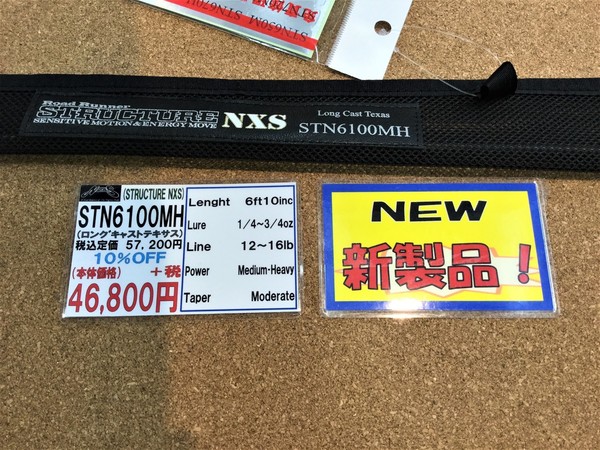 STN650M
STN670H
Road Runner
STRUCTURE NXS
SENSITIVE MOTION & ENERGY MOVE
Long Cast Texas
STN6100MH
(STRUCTURE NXS)
STN6100MH
(ロングキャストテキサス)
税込定価 57,200円
10%OFF
(本体価格) +税
46,800円
Lenght 6ft10inc
Lure 1/4~3/4oz
Line 12~16lb
Power Medium-Heavy
Taper Moderate
NEW
新製品!